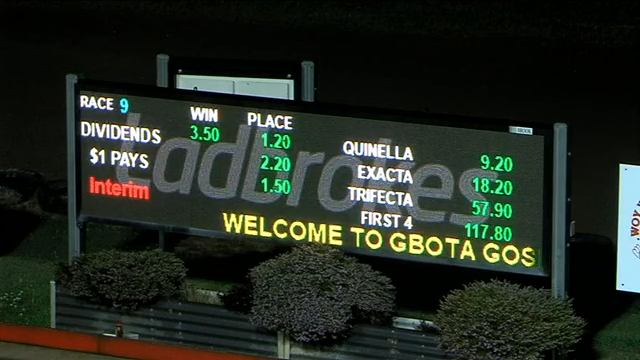 RACE 9
WIN PLACE
DIVIDENDS 3.50 1.20
$1 PAYS 2.20
Interim 1.50
Ladbrokes
QUINELLA 9.20
EXACTA 18.20
TRIFECTA 57.90
FIRST 4 117.80
WELCOME TO GBOTA GOS